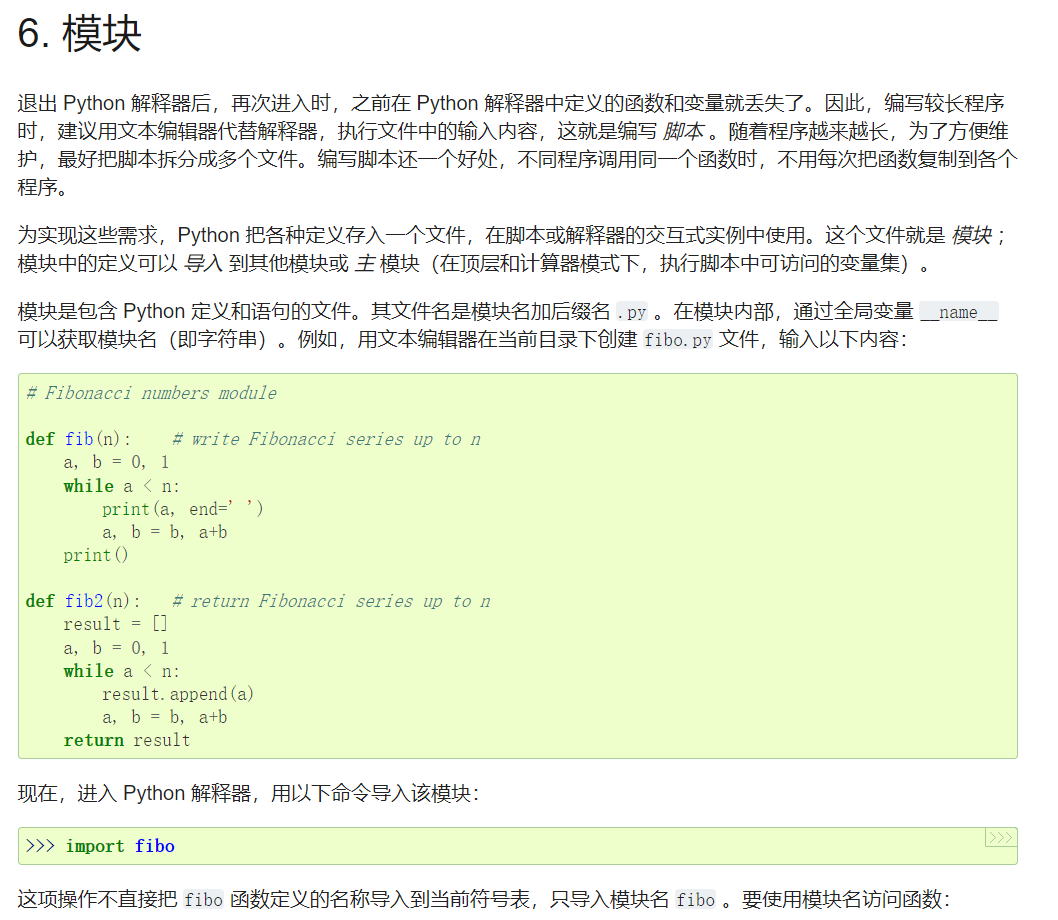 6. 模块
退出 Python 解释器后，再次进入时，之前在 Python 解释器中定义的函数和变量就丢失了。因此，编写较长程序
时，建议用文本编辑器代替解释器，执行文件中的输入内容，这就是编写 脚本 。随着程序越来越长，为了方便维
护，最好把脚本拆分成多个文件。编写脚本还一个好处，不同程序调用同一个函数时，不用每次把函数复制到各个
程序。
为实现这些需求，Python 把各种定义存入一个文件，在脚本或解释器的交互式实例中使用。这个文件就是 模块 ；
模块中的定义可以 导入 到其他模块或 主 模块（在顶层和计算器模式下，执行脚本中可访问的变量集）。
模块是包含 Python 定义和语句的文件。其文件名是模块名加后缀名 .py 。在模块内部，通过全局变量 __name__
可以获取模块名（即字符串）。例如，用文本编辑器在当前目录下创建 fibo.py 文件，输入以下内容：
# Fibonacci numbers module
def fib(n):    # write Fibonacci series up to n
    a, b = 0, 1
    while a < n:
        print(a, end=' ')
        a, b = b, a+b
    print()
def fib2(n):   # return Fibonacci series up to n
    result = []
    a, b = 0, 1
    while a < n:
        result.append(a)
        a, b = b, a+b
    return result
现在，进入 Python 解释器，用以下命令导入该模块：
>>> import fibo
>>>
这项操作不直接把 fibo 函数定义的名称导入到当前符号表，只导入模块名 fibo 。要使用模块名访问函数：